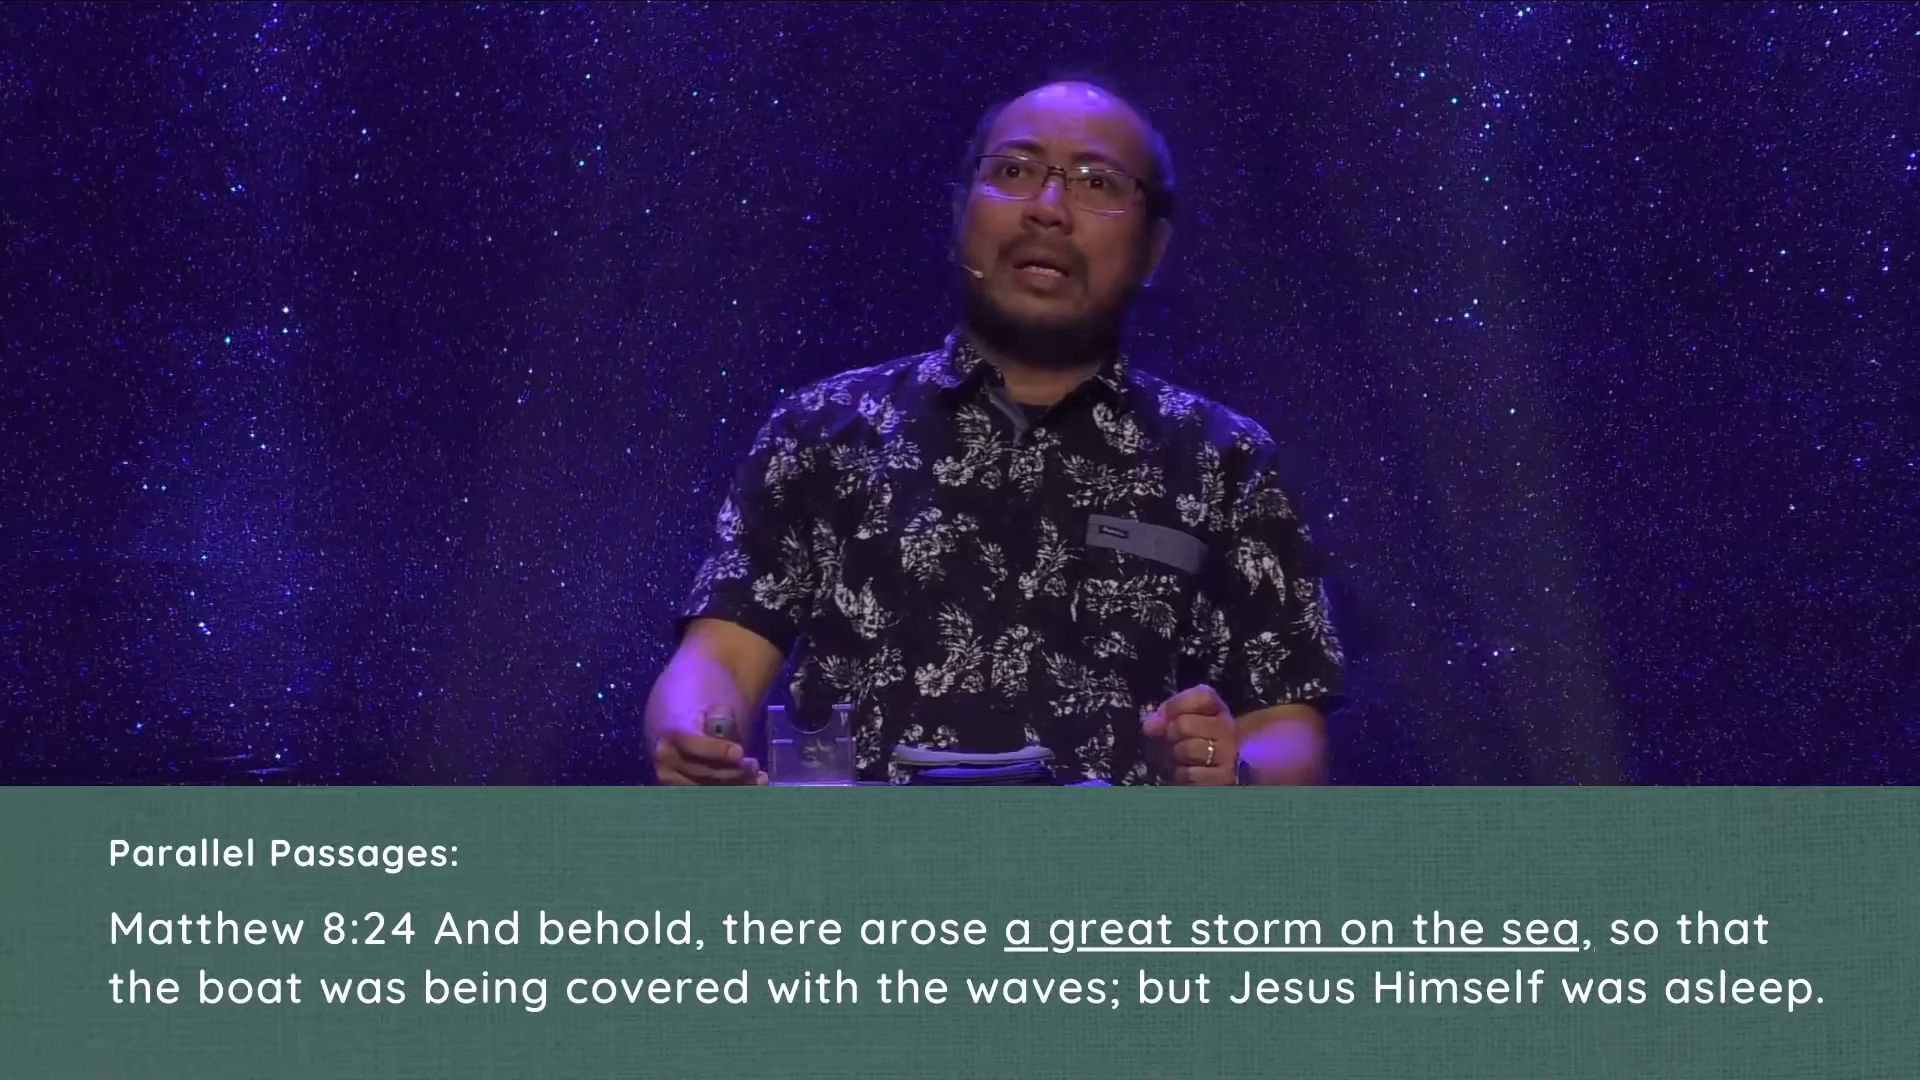 Parallel Passages:
Matthew 8:24 And behold, there arose a great storm on the sea, so that
the boat was being covered with the waves; but Jesus Himself was asleep.